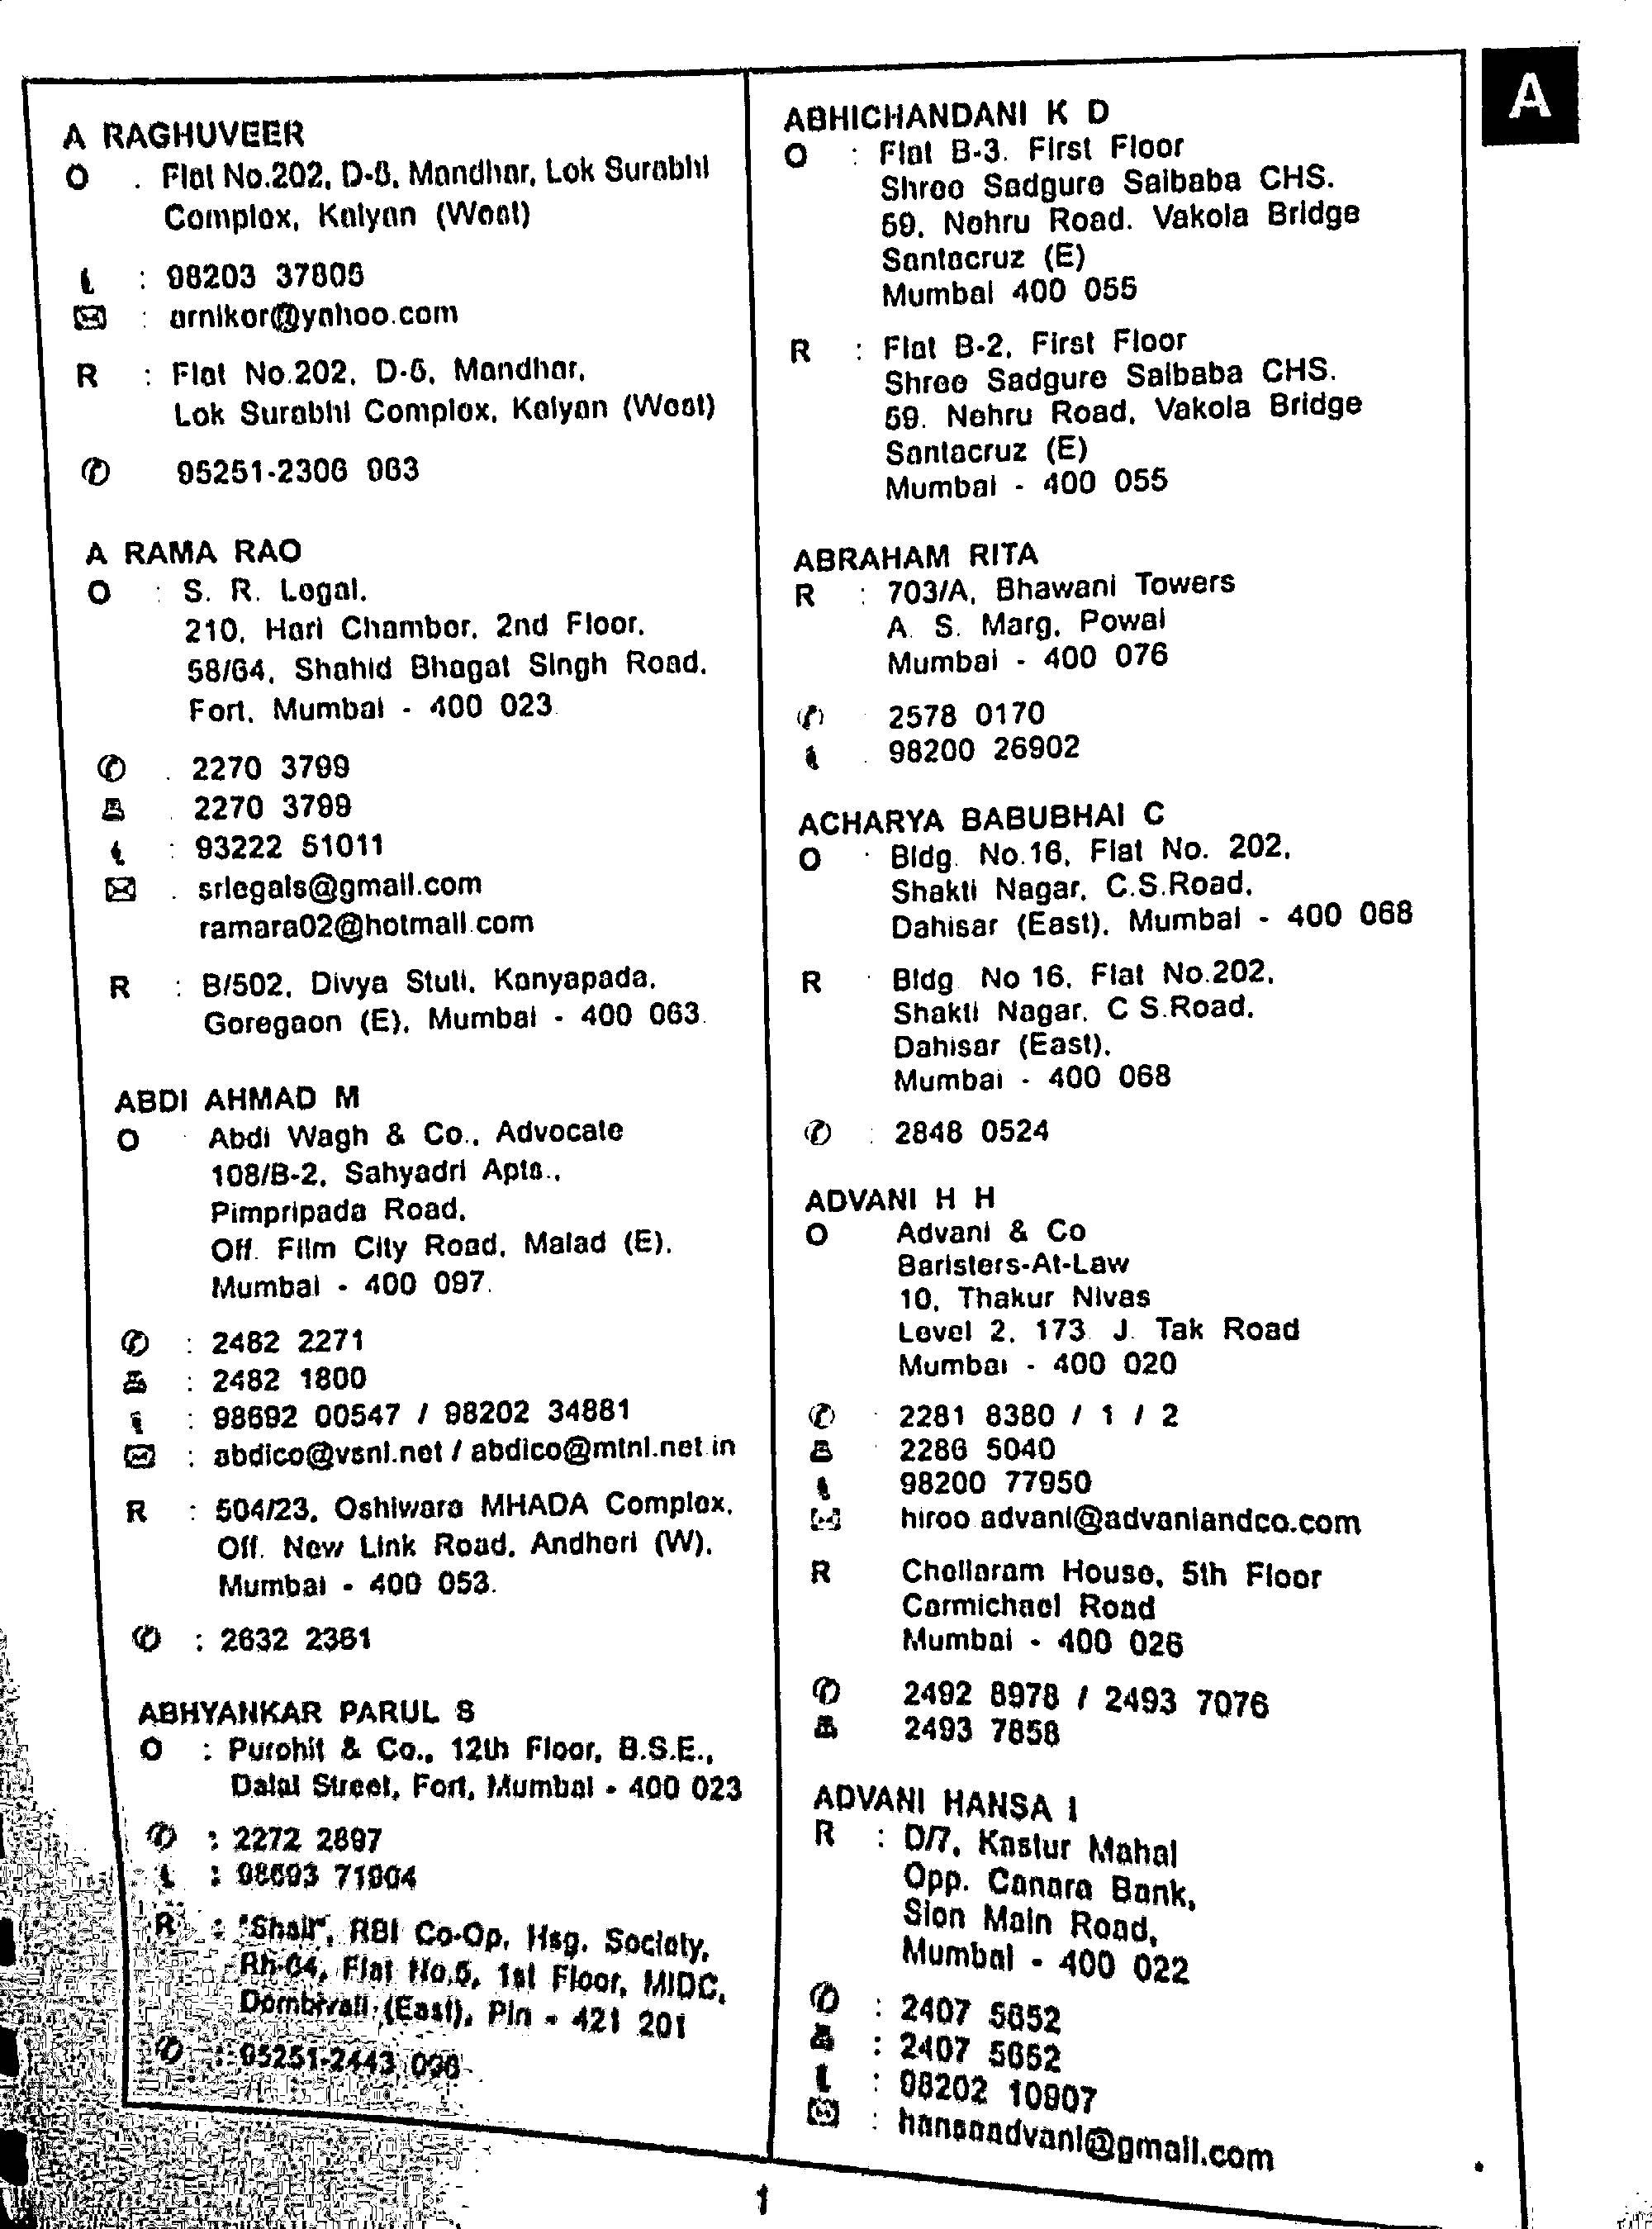 A
A RAGHUVEER
O : Flat No.202, D-6, Mandhar, Lok Surabhi
Complex, Kalyan (West)
: 98203 37805
: arnikor@yahoo.com
R : Flat No.202, D-6, Mandhar,
Lok Surabhi Complex, Kalyan (West)
95251-2306 063
A RAMA RAO
O : S. R. Legal,
210, Hari Chamber, 2nd Floor,
58/64, Shahid Bhagat Singh Road,
Fort, Mumbai - 400 023.
2270 3799
2270 3799
: 93222 51011
srlegals@gmail.com
ramara02@hotmail.com
R : B/502, Divya Stuti, Kanyapada,
Goregaon (E), Mumbai - 400 063.
ABDI AHMAD M
O Abdi Wagh & Co., Advocate
108/B-2, Sahyadri Apts.,
Pimpripada Road,
Off. Film City Road, Malad (E),
Mumbai - 400 097.
: 2482 2271
: 2482 1800
: 98692 00547 / 98202 34881
: abdico@vsnl.net / abdico@mtnl.net.in
R : 504/23, Oshiwara MHADA Complex,
Off. New Link Road, Andheri (W),
Mumbai - 400 053.
: 2632 2361
ABHYANKAR PARUL S
O : Purohit & Co., 12th Floor, B.S.E.,
Dalal Street, Fort, Mumbai - 400 023
: 2272 2897
: 98693 71904
R : RBI Co-Op, Hsg. Society,
Rh-64, Flat No.5, 1st Floor, MIDC,
Dombivali (East), Pin - 421 201
: 95251-2443
ABHICHANDANI K D
O : Flat B-3, First Floor
Shree Sadgure Saibaba CHS.
59, Nehru Road, Vakola Bridge
Santacruz (E)
Mumbai 400 055
R : Flat B-2, First Floor
Shree Sadgure Saibaba CHS.
59, Nehru Road, Vakola Bridge
Santacruz (E)
Mumbai - 400 055
ABRAHAM RITA
R : 703/A, Bhawani Towers
A. S. Marg, Powai
Mumbai - 400 076
2578 0170
98200 26902
ACHARYA BABUBHAI C
O : Bldg. No.16, Flat No. 202,
Shakti Nagar, C.S.Road,
Dahisar (East), Mumbai - 400 068
R : Bldg No 16, Flat No.202,
Shakti Nagar, C S.Road,
Dahisar (East),
Mumbai - 400 068
: 2848 0524
ADVANI H H
O Advani & Co
Baristers-At-Law
10, Thakur Nivas
Level 2, 173 J. Tak Road
Mumbai - 400 020
2281 8380 / 1 / 2
2286 5040
98200 77950
hiroo.advani@advaniandco.com
R Chellaram House, 5th Floor
Carmichael Road
Mumbai - 400 026
2492 8978 / 2493 7076
2493 7858
ADVANI HANSA I
R : D/7, Kastur Mahal
Opp. Canara Bank,
Sion Main Road,
Mumbai - 400 022
: 2407 5652
: 2407 5652
: 98202 10907
: hansaadvani@gmail.com
1